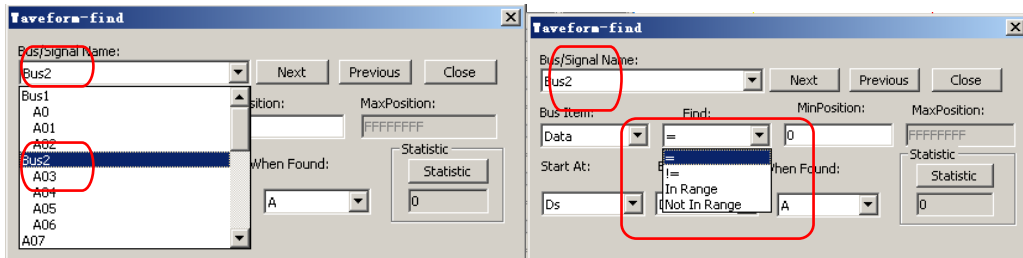 Waveform-find
Bus/Signal Name:
Bus2
Next
Previous
Close
Bus1
A0
A01
A02
Bus2
A03
A04
A05
A06
A07
MaxPosition:
FFFFFFFF
When Found:
A
Statistic
Statistic
0
Waveform-find
Bus/Signal Name:
Bus2
Next
Previous
Close
Bus Item:
Find:
MinPosition:
MaxPosition:
Data
=
0
FFFFFFFF
=
!=
In Range
Not In Range
Start At:
When Found:
Statistic
Statistic
Ds
A
0